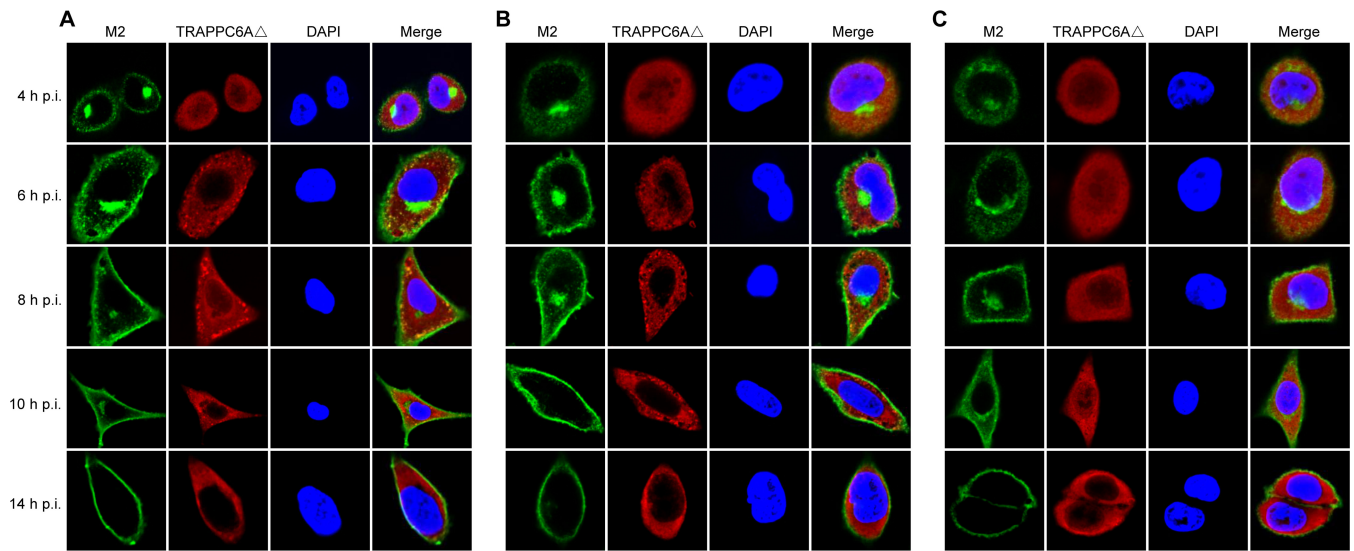 A
B
C
M2 TRAPPC6A△ DAPI Merge M2 TRAPPC6A△ DAPI Merge M2 TRAPPC6A△ DAPI Merge
4 h p.i.
6 h p.i.
8 h p.i.
10 h p.i.
14 h p.i.